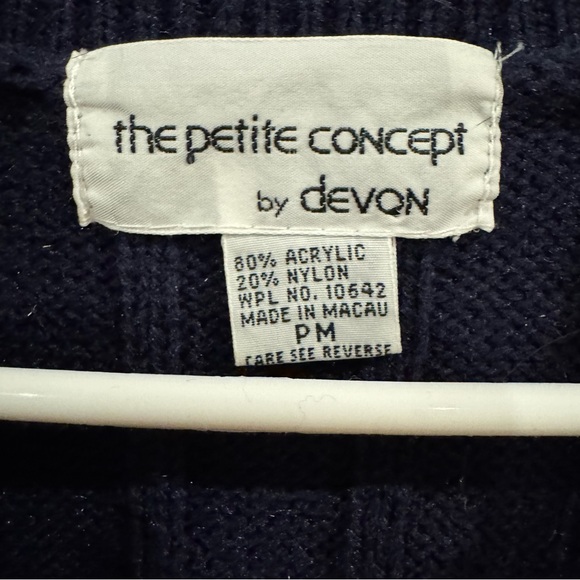 the petite concept
by devon
80% ACRYLIC
20% NYLON
WPL NO. 10642
MADE IN MACAU
PM
CARE SEE REVERSE